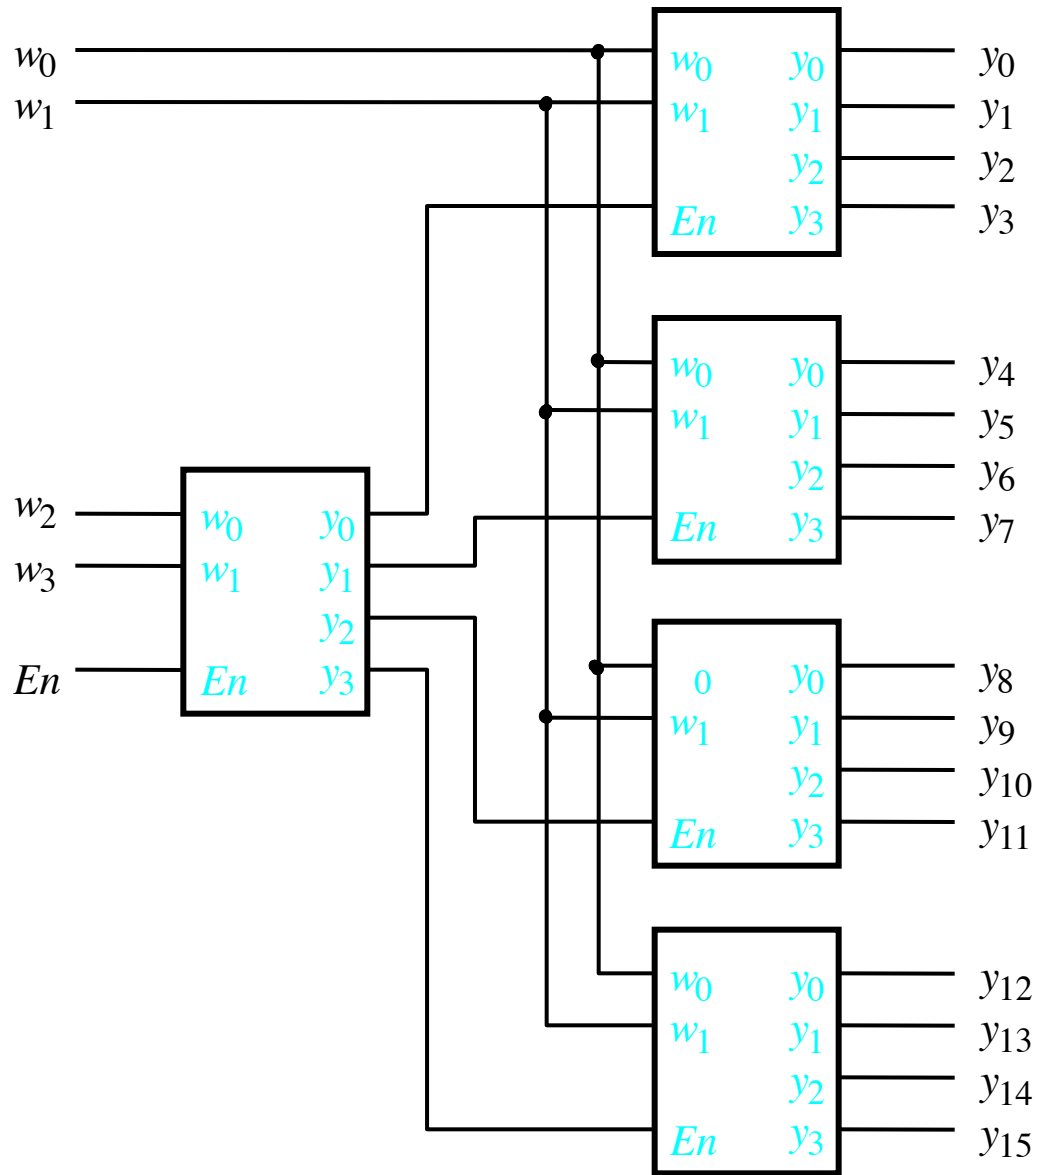 w0 w0 y0 y0
w1 w1 y1 y1
y2 y2
En y3 y3
w0 y0 y4
w1 y1 y5
y2 y6
En y3 y7
w2 w0 y0
w3 w1 y1
y2
En En y3
0 y0 y8
w1 y1 y9
y2 y10
En y3 y11
w0 y0 y12
w1 y1 y13
y2 y14
En y3 y15